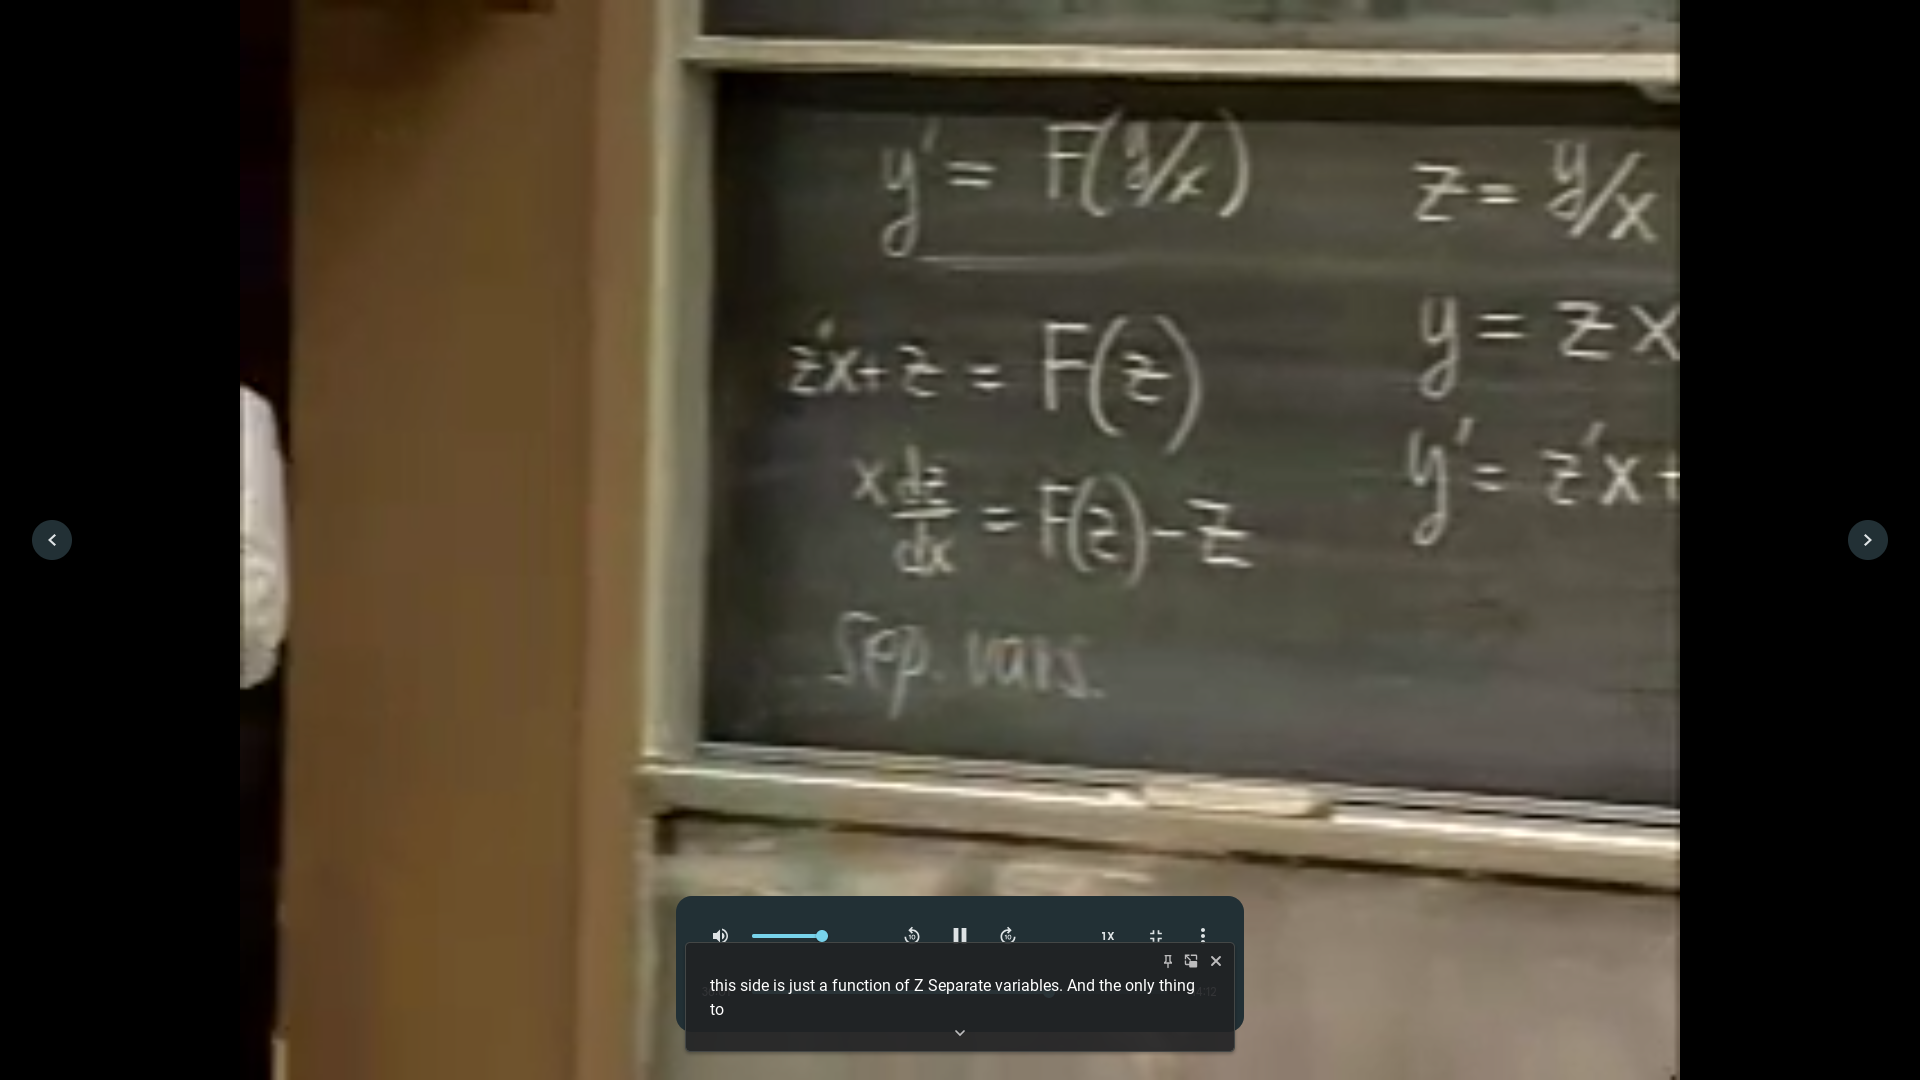 y' = F(y/x)
z'x + z = F(z)
x dz/dx = F(z) - z
Sep. vars.
z = y/x
y = zx
y' = z'x +
1X
this side is just a function of Z Separate variables. And the only thing
to